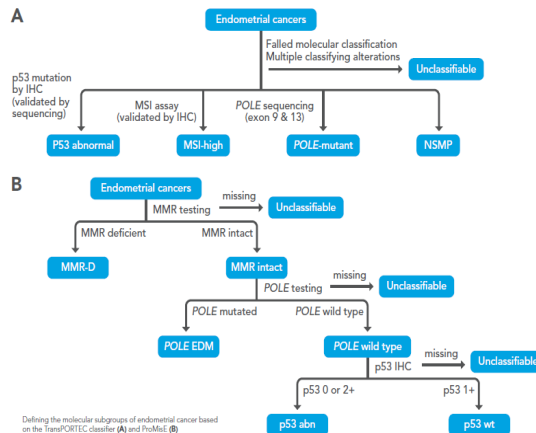 A
Endometrial cancers
Falled molecular classification
Multiple classifying alterations
Unclassifiable
p53 mutation
by IHC
(validated by
sequencing)
MSI assay
(validated by IHC)
POLE sequencing
(exon 9 & 13)
P53 abnormal
MSI-high
POLE-mutant
NSMP
B
Endometrial cancers
MMR testing
missing
Unclassifiable
MMR deficient
MMR intact
MMR-D
MMR intact
POLE testing
missing
Unclassifiable
POLE mutated
POLE wild type
POLE EDM
POLE wild type
p53 IHC
missing
Unclassifiable
p53 0 or 2+
p53 1+
p53 abn
p53 wt
Defining the molecular subgroups of endometrial cancer based
on the TransPORTEC classifier (A) and ProMisE (B)